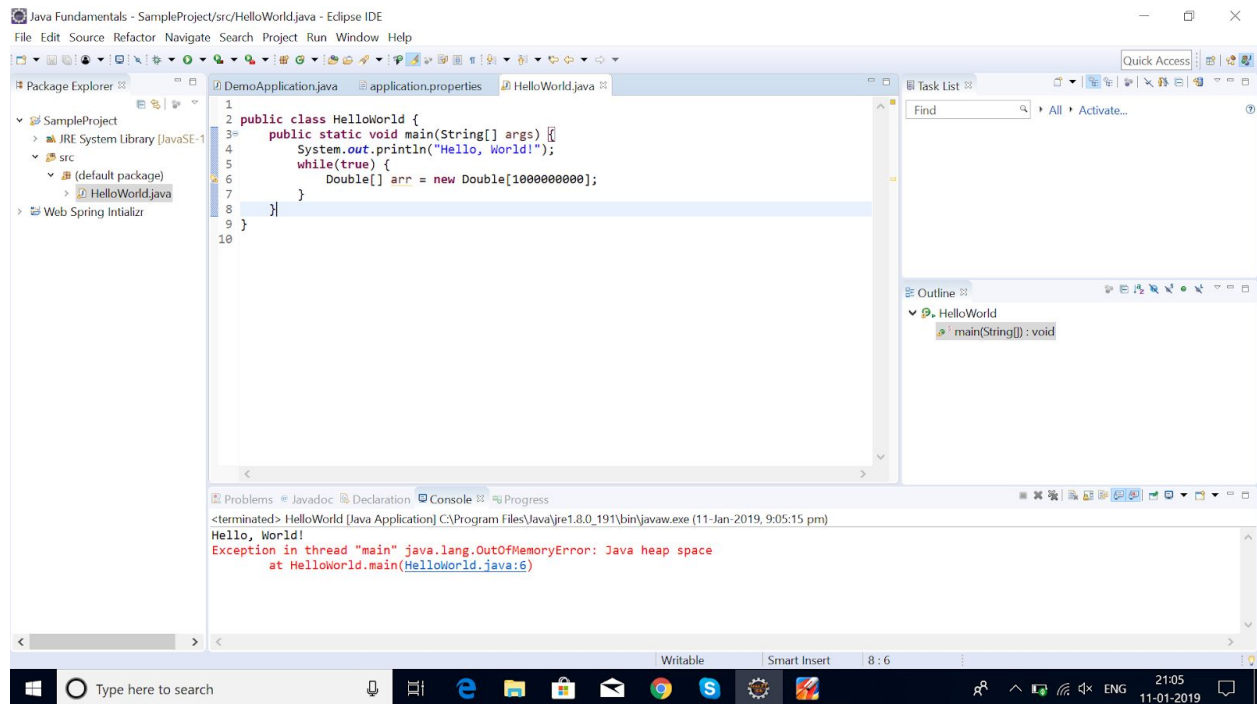 Java Fundamentals - SampleProject/src/HelloWorld.java - Eclipse IDE
File Edit Source Refactor Navigate Search Project Run Window Help
Quick Access
Package Explorer
SampleProject
JRE System Library [JavaSE-1
src
(default package)
HelloWorld.java
Web Spring Intializr
DemoApplication.java application.properties HelloWorld.java
1
2 public class HelloWorld {
3 public static void main(String[] args) {
4 System.out.println("Hello, World!");
5 while(true) {
6 Double[] arr = new Double[1000000000];
7 }
8 }
9 }
10
Task List
Find All Activate...
Outline
HelloWorld
main(String[]) : void
Problems Javadoc Declaration Console Progress
<terminated> HelloWorld [Java Application] C:\Program Files\Java\jre1.8.0_191\bin\javaw.exe (11-Jan-2019, 9:05:15 pm)
Hello, World!
Exception in thread "main" java.lang.OutOfMemoryError: Java heap space
at HelloWorld.main(HelloWorld.java:6)
Writable Smart Insert 8 : 6
Type here to search
ENG
21:05
11-01-2019